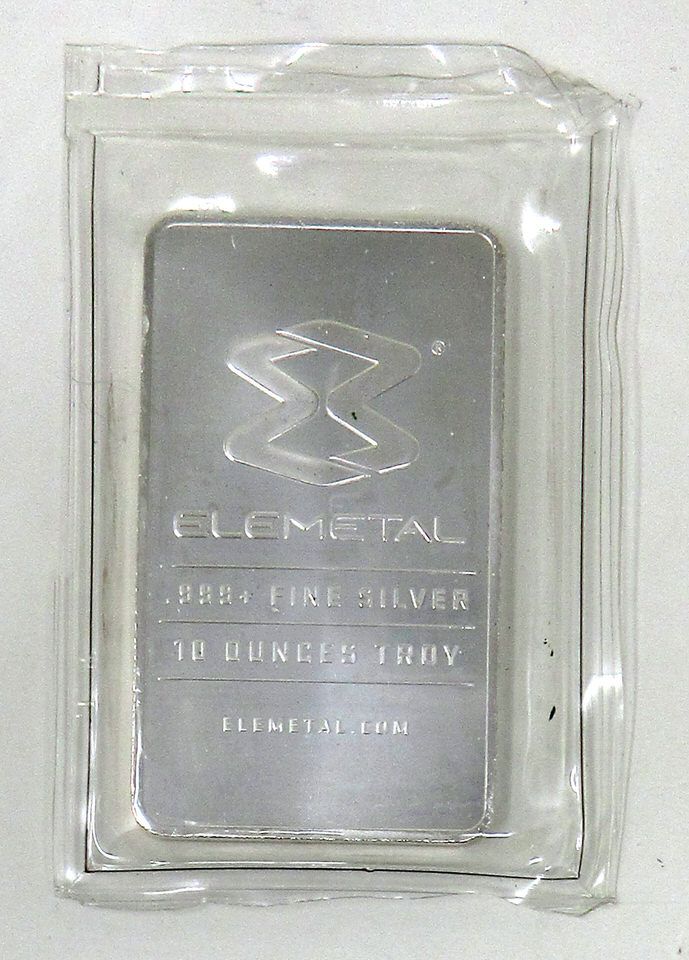 ®
ELEMETAL
.999+ FINE SILVER
10 OUNCES TROY
ELEMETAL.COM